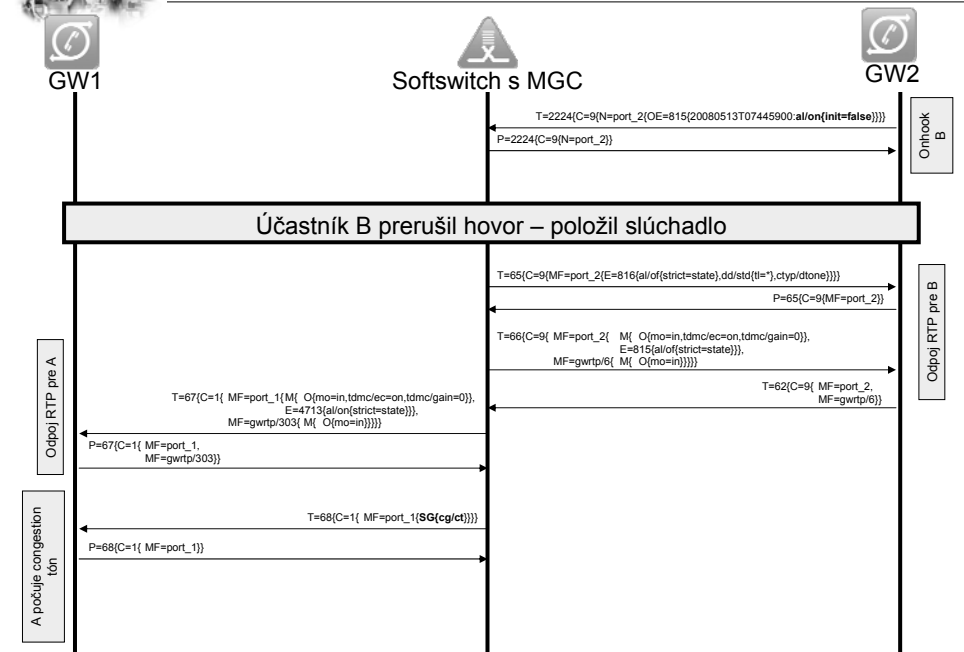 GW1
Softswitch s MGC
GW2
T=2224{C=9{N=port_2{OE=815{20080513T07445900:al/on{init=false}}}}
P=2224{C=9{N=port_2}}
Onhook
B
Účastník B prerušil hovor – položil slúchadlo
T=65{C=9{MF=port_2{E=816{al/of{strict=state},dd/std{tl=*},ctyp/dtone}}}}
P=65{C=9{MF=port_2}}
T=66{C=9{ MF=port_2{ M{ O{mo=in,tdmc/ec=on,tdmc/gain=0}},
E=815{al/of{strict=state}}},
MF=gwrtp/6{ M{ O{mo=in}}}}}
T=62{C=9{ MF=port_2,
MF=gwrtp/6}}
Odpoj RTP pre B
T=67{C=1{ MF=port_1{M{ O{mo=in,tdmc/ec=on,tdmc/gain=0}},
E=4713{al/on{strict=state}}},
MF=gwrtp/303{ M{ O{mo=in}}}}}
P=67{C=1{ MF=port_1,
MF=gwrtp/303}}
Odpoj RTP pre A
T=68{C=1{ MF=port_1{SG{cg/ct}}}}
P=68{C=1{ MF=port_1}}
A počuje congestion
tón